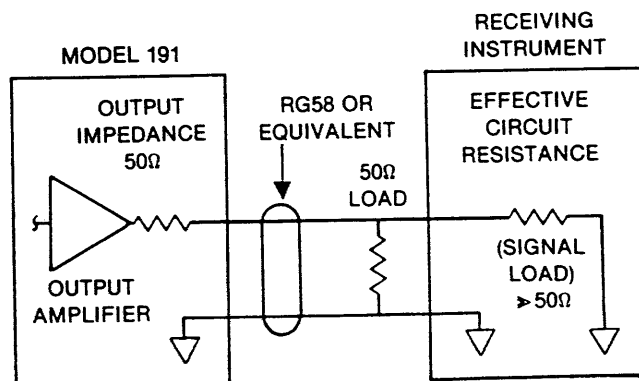 MODEL 191
OUTPUT
IMPEDANCE
50Ω
OUTPUT
AMPLIFIER
RG58 OR
EQUIVALENT
50Ω
LOAD
RECEIVING
INSTRUMENT
EFFECTIVE
CIRCUIT
RESISTANCE
(SIGNAL
LOAD)
⪢ 50Ω